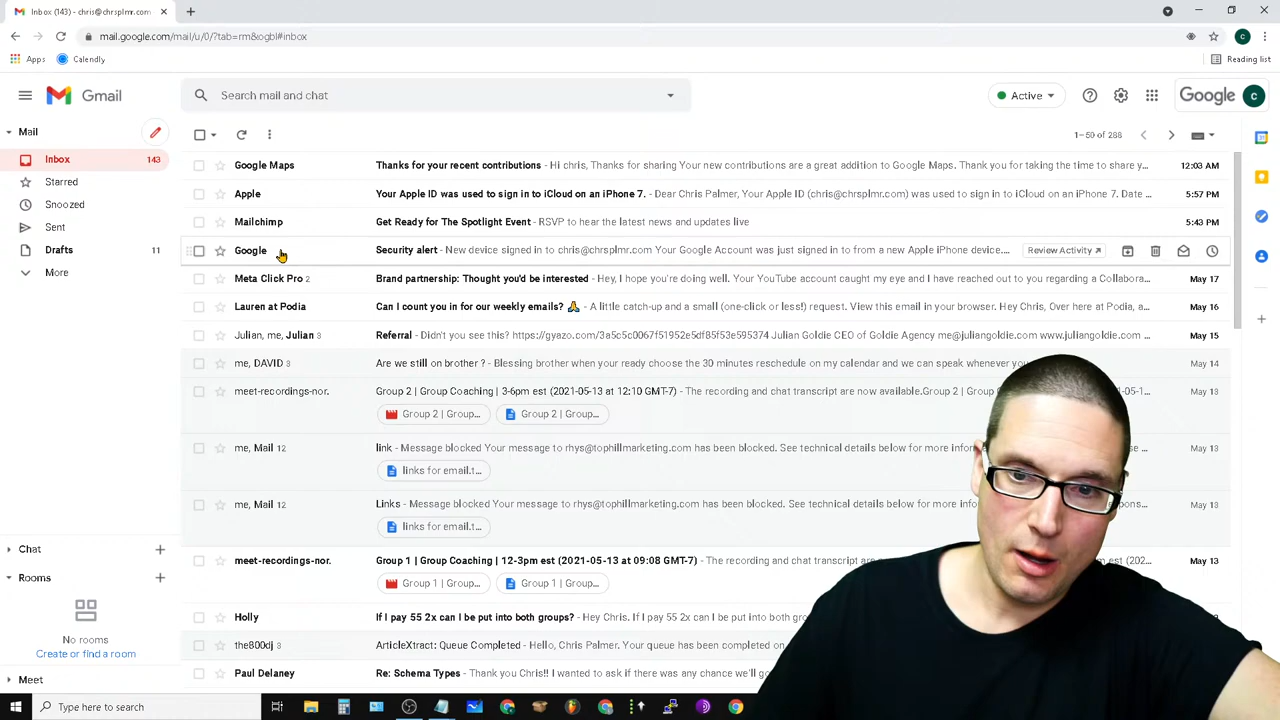 Inbox (143) - chris@chrsplmr.com
mail.google.com/mail/u/0/?tab=rm&ogbl#inbox
Apps Calendly Reading list
Gmail Search mail and chat Active Google C
Mail
1–50 of 288
Inbox 143
Google Maps Thanks for your recent contributions - Hi chris, Thanks for sharing Your new contributions are a great addition to Google Maps. Thank you for taking the time to share y... 12:03 AM
Starred
Apple Your Apple ID was used to sign in to iCloud on an iPhone 7. - Dear Chris Palmer, Your Apple ID (chris@chrsplmr.com) was used to sign in to iCloud on an iPhone 7. Date ... 5:57 PM
Snoozed
Mailchimp Get Ready for The Spotlight Event - RSVP to hear the latest news and updates live 5:43 PM
Sent
Google Security alert - New device signed in to chris@chrsplmr.com Your Google Account was just signed in to from a new Apple iPhone device.... Review Activity
Drafts 11
More
Meta Click Pro 2 Brand partnership: Thought you'd be interested - Hey, I hope you're doing well. Your YouTube account caught my eye and I have reached out to you regarding a Collabora... May 17
Lauren at Podia Can I count you in for our weekly emails? 🙏 - A little catch-up and a small (one-click or less!) request. View this email in your browser. Hey Chris, Over here at Podia, a... May 16
Julian, me, Julian 3 Referral - Didn't you see this? https://gyazo.com/3a5c5c0067f51952e5df85f53e530374 Julian Goldie CEO of Goldie Agency me@juliangoldie.com www.juliangoldie.com... May 15
me, DAVID 3 Are we still on brother ? - Blessing brother when your ready choose the 30 minutes reschedule on my calendar and we can speak whenever you May 14
meet-recordings-nor. Group 2 | Group Coaching | 3-6pm est (2021-05-13 at 12:10 GMT-7) - The recording and chat transcript are now available.Group 2 | Group May 13
Group 2 | Group... Group 2 | Group...
me, Mail 12 link - Message blocked Your message to rhys@tophillmarketing.com has been blocked. See technical details below for more May 13
links for email.1...
me, Mail 12 Links - Message blocked Your message to rhys@tophillmarketing.com has been blocked. See technical details below for more May 13
links for email.t...
Chat
meet-recordings-nor. Group 1 | Group Coaching | 12-3pm est (2021-05-13 at 09:08 GMT-7) - The recording and chat transcript are May 13
Rooms
Group 1 | Group... Group 1 | Group...
Holly If I pay 55 2x can I be put into both groups? - Hey Chris. If I pay 55 2x can I be put into both
No rooms
the800dj 3 ArticleXtract: Queue Completed - Hello, Chris Palmer, Your queue has been completed on
Create or find a room
Paul Delaney Re: Schema Types - Thank you Chris!! I wanted to ask if there was any chance we
Meet
Type here to search